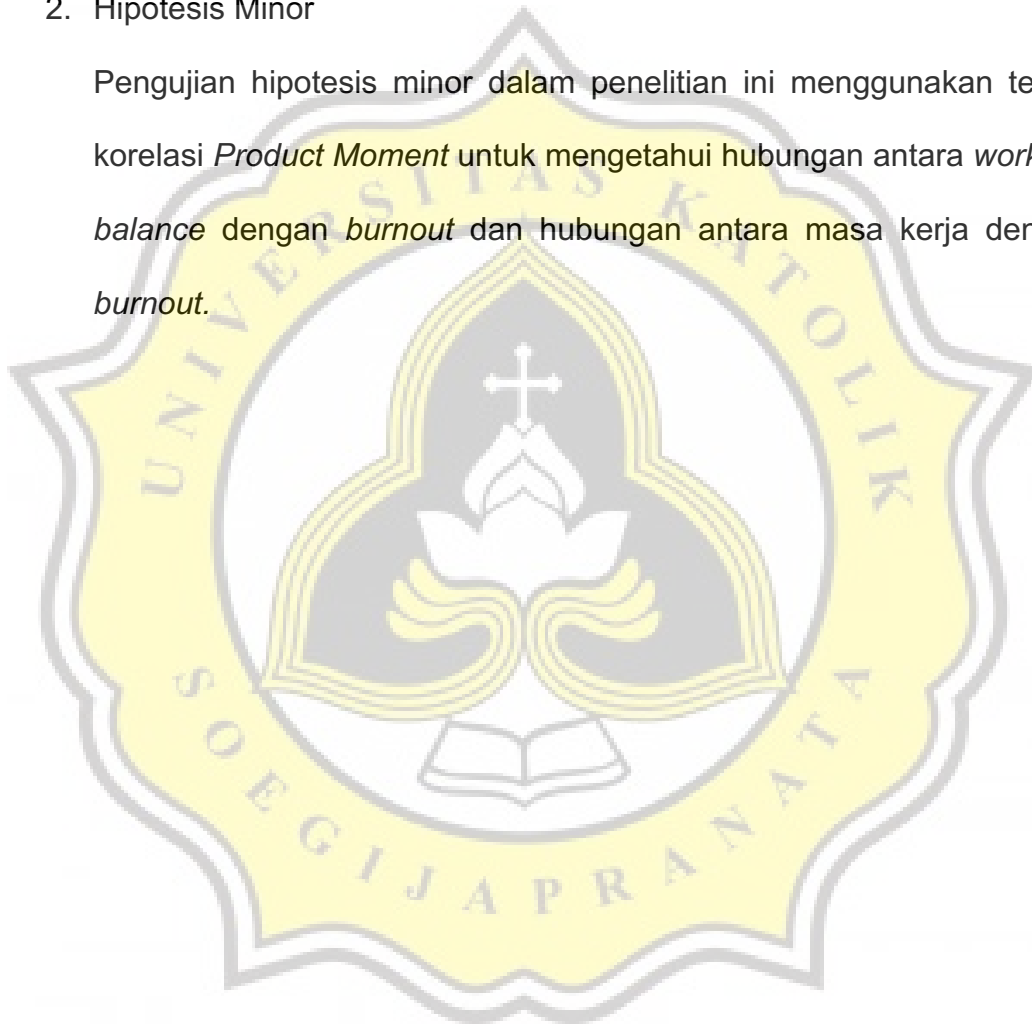 2. Hipotesis Minor
Pengujian hipotesis minor dalam penelitian ini menggunakan te
korelasi Product Moment untuk mengetahui hubungan antara work
balance dengan burnout dan hubungan antara masa kerja den
burnout.
UNIVERSITAS KATOLIK
SOEGIJAPRANATA